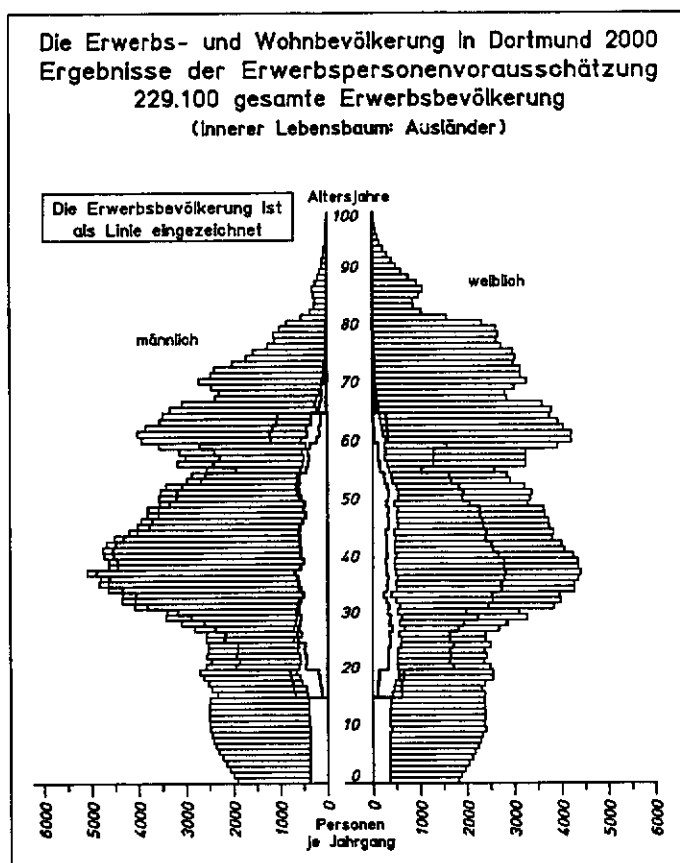 Die Erwerbs- und Wohnbevölkerung in Dortmund 2000
Ergebnisse der Erwerbspersonenvorausschätzung
229.100 gesamte Erwerbsbevölkerung
(Innerer Lebensbaum: Ausländer)
Altersjahre
Die Erwerbsbevölkerung ist
als Linie eingezeichnet
männlich
weiblich
100
90
80
70
60
50
40
30
20
10
0
6000 5000 4000 3000 2000 1000 0
0 1000 2000 3000 4000 5000 6000
Personen
je Jahrgang